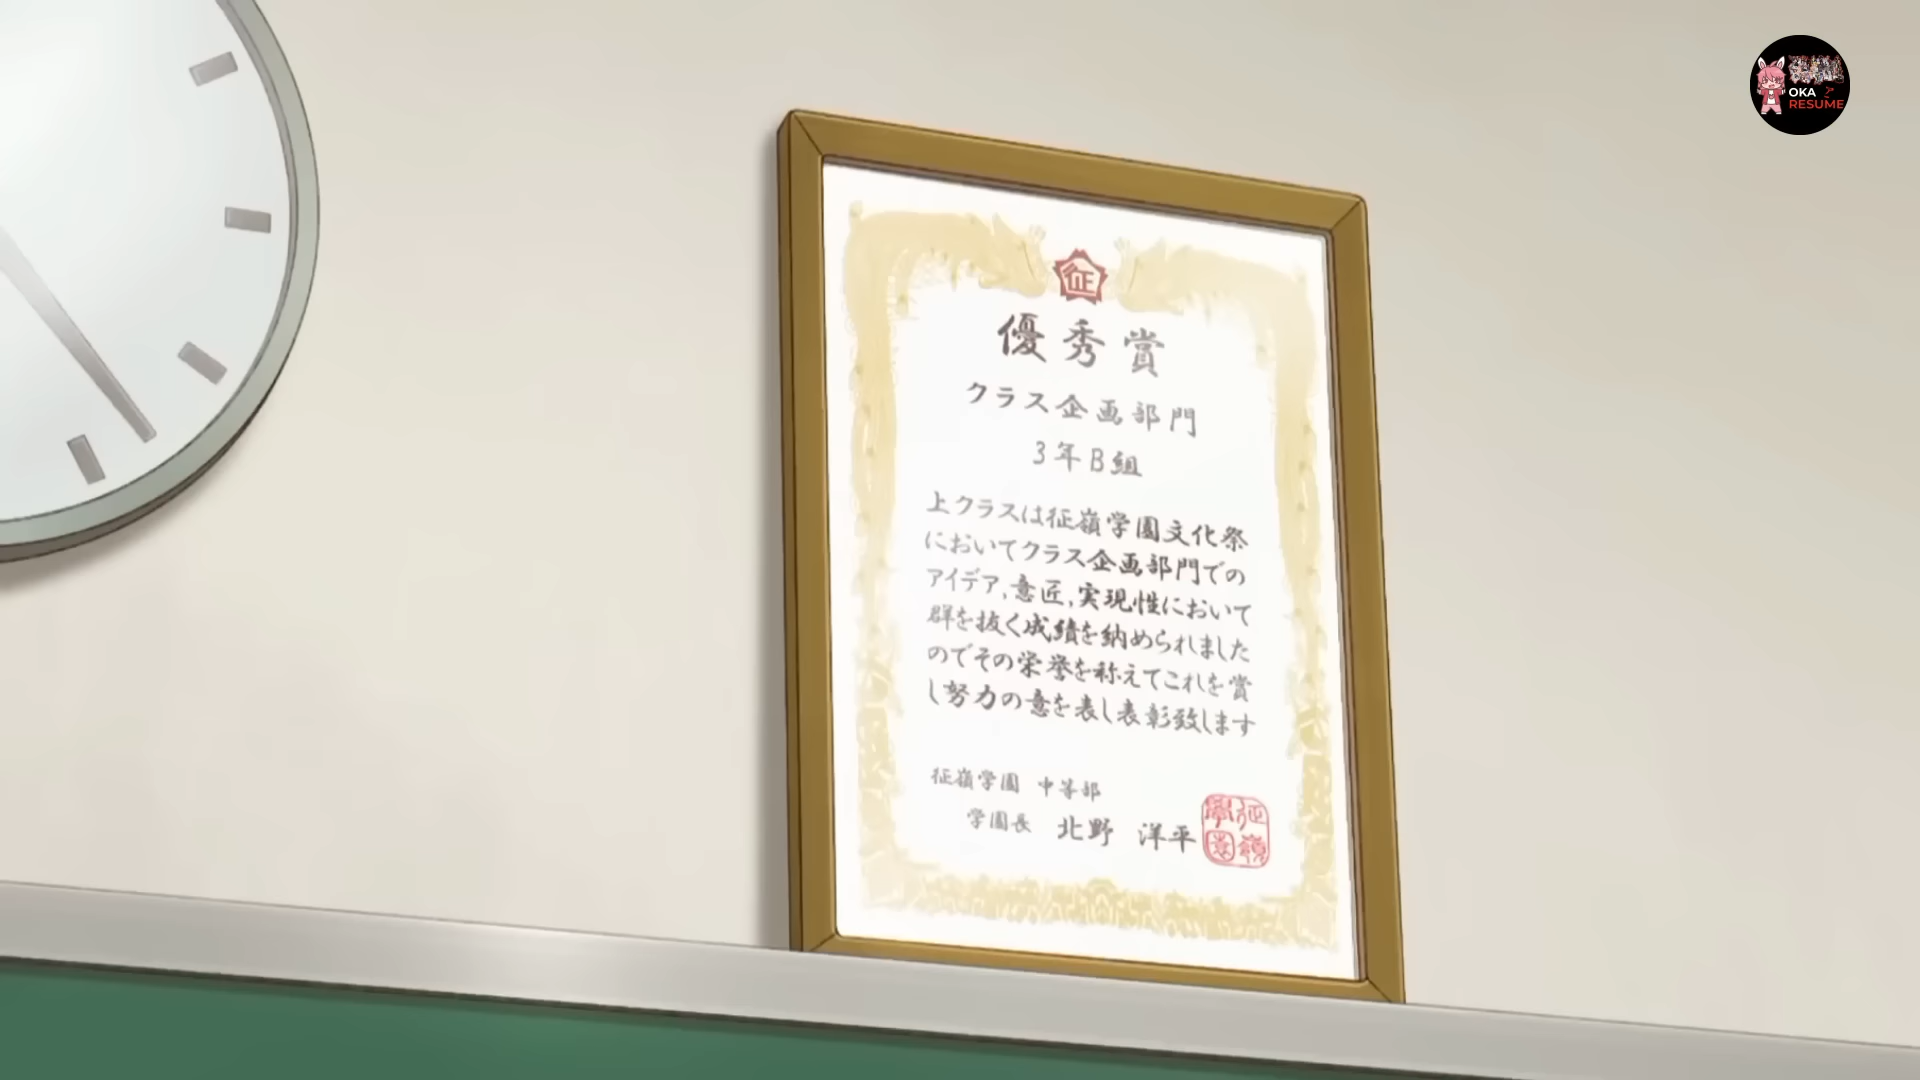 OKA
RESUME
征
優秀賞
クラス企画部門
3年B組
上クラスは征嶺学園文化祭
においてクラス企画部門での
アイデア,意匠,実現性において
群を抜く成績を納められました
のでその栄誉を称えてこれを賞
し努力の意を表し表彰致します
征嶺学園 中等部
学園長 北野 洋平